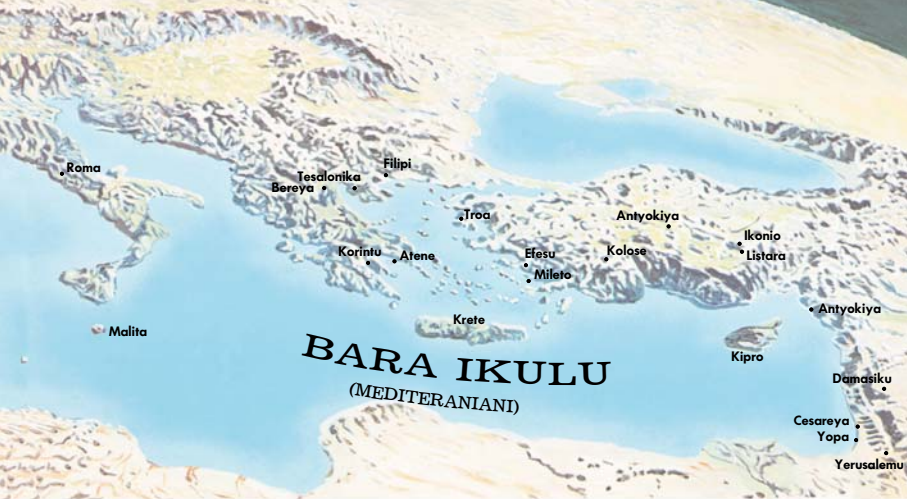 Roma
Filipi
Tesalonika
Bereya
Troa
Antyokiya
Ikonio
Listara
Korintu
Atene
Efesu
Kolose
Mileto
Antyokiya
Krete
Malita
Kipro
BARA IKULU
(MEDITERANIANI)
Damasiku
Cesareya
Yopa
Yerusalemu